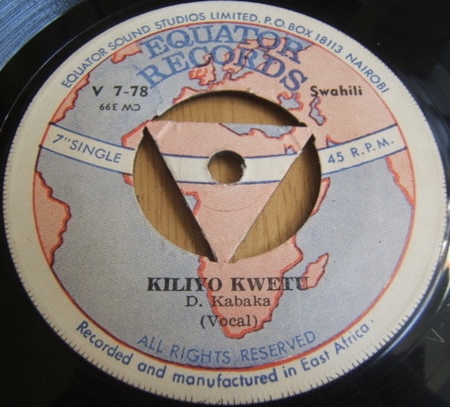 EQUATOR SOUND STUDIOS LIMITED, P.O. BOX 18113 NAIROBI
EQUATOR
RECORDS
V 7-78
Swahili
CW 399
7" SINGLE
45 R.P.M.
KILIYO KWETU
D. Kabaka
(Vocal)
ALL RIGHTS RESERVED
Recorded and manufactured in East Africa